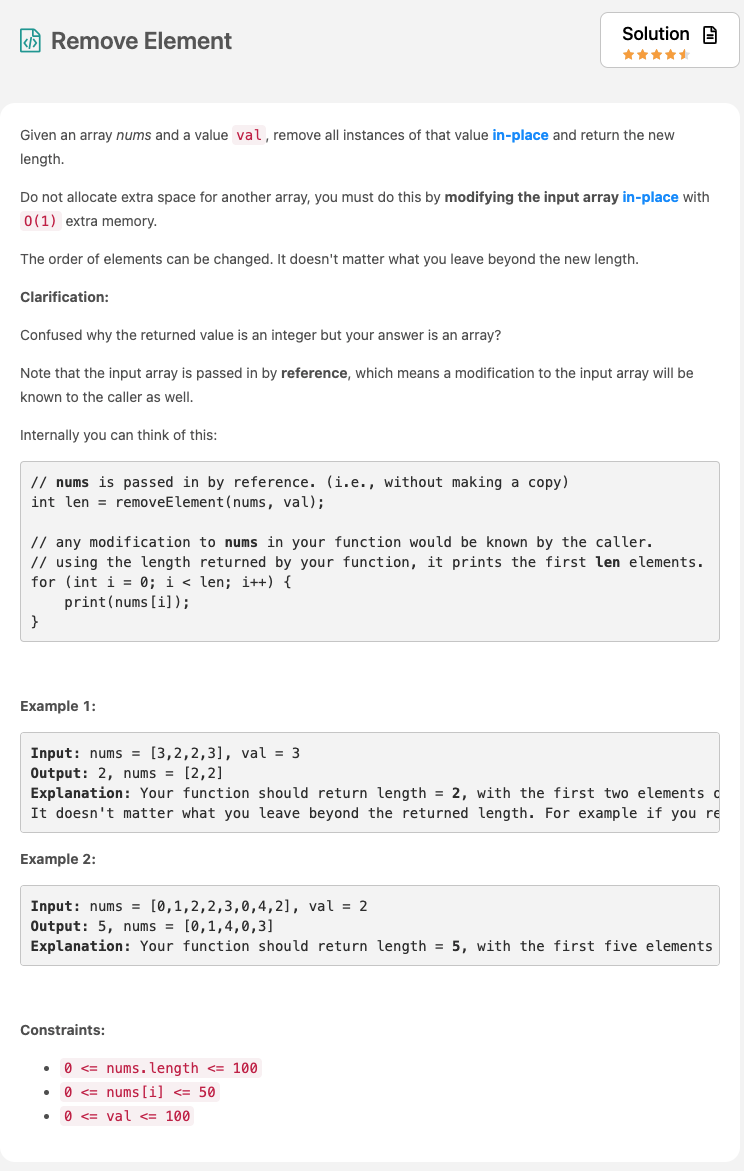 Remove Element
Solution
Given an array nums and a value val, remove all instances of that value in-place and return the new
length.
Do not allocate extra space for another array, you must do this by modifying the input array in-place with
O(1) extra memory.
The order of elements can be changed. It doesn't matter what you leave beyond the new length.
Clarification:
Confused why the returned value is an integer but your answer is an array?
Note that the input array is passed in by reference, which means a modification to the input array will be
known to the caller as well.
Internally you can think of this:
// nums is passed in by reference. (i.e., without making a copy)
int len = removeElement(nums, val);
// any modification to nums in your function would be known by the caller.
// using the length returned by your function, it prints the first len elements.
for (int i = 0; i < len; i++) {
    print(nums[i]);
}
Example 1:
Input: nums = [3,2,2,3], val = 3
Output: 2, nums = [2,2]
Explanation: Your function should return length = 2, with the first two elements
It doesn't matter what you leave beyond the returned length. For example if you
Example 2:
Input: nums = [0,1,2,2,3,0,4,2], val = 2
Output: 5, nums = [0,1,4,0,3]
Explanation: Your function should return length = 5, with the first five elements
Constraints:
• 0 <= nums.length <= 100
• 0 <= nums[i] <= 50
• 0 <= val <= 100